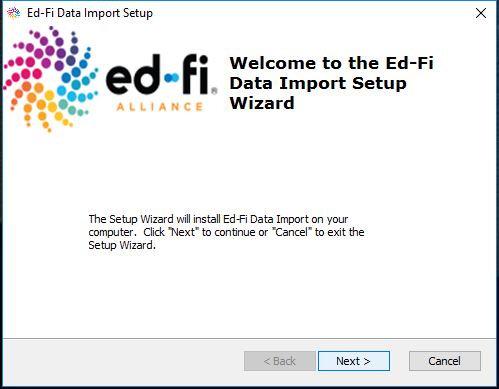 Ed-Fi Data Import Setup
ed-fi®
ALLIANCE
Welcome to the Ed-Fi
Data Import Setup
Wizard
The Setup Wizard will install Ed-Fi Data Import on your
computer. Click "Next" to continue or "Cancel" to exit the
Setup Wizard.
< Back
Next >
Cancel